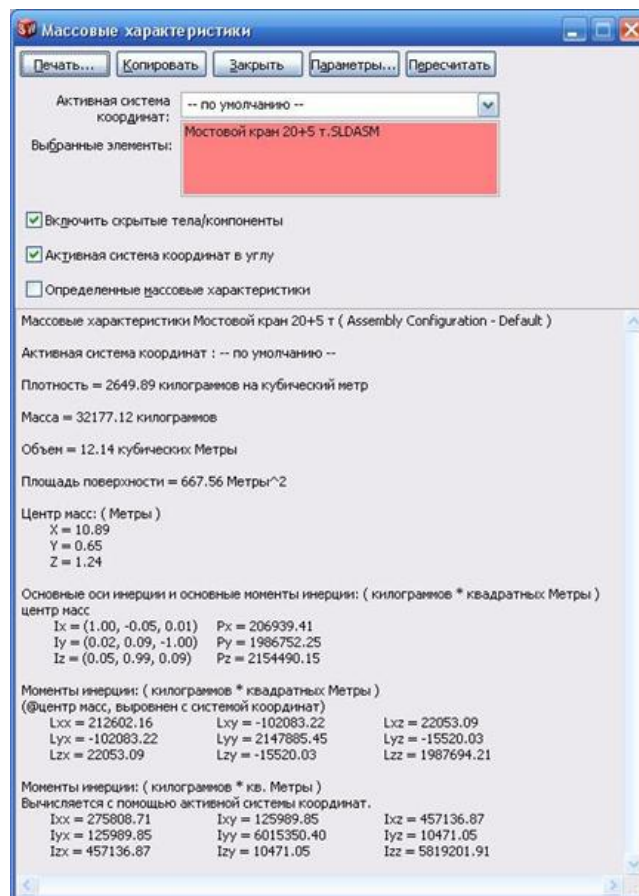 Массовые характеристики
Печать... Копировать Закрыть Параметры... Пересчитать
Активная система координат: -- по умолчанию --
Выбранные элементы: Мостовой кран 20+5 т.SLDASM
Включить скрытые тела/компоненты
Активная система координат в углу
Определенные массовые характеристики
Массовые характеристики Мостовой кран 20+5 т ( Assembly Configuration - Default )
Активная система координат : -- по умолчанию --
Плотность = 2649.89 килограммов на кубический метр
Масса = 32177.12 килограммов
Объем = 12.14 кубических Метры
Площадь поверхности = 667.56 Метры^2
Центр масс: ( Метры )
X = 10.89
Y = 0.65
Z = 1.24
Основные оси инерции и основные моменты инерции: ( килограммов * квадратных Метры )
центр масс
Ix = (1.00, -0.05, 0.01) Px = 206939.41
Iy = (0.02, 0.09, -1.00) Py = 1986752.25
Iz = (0.05, 0.99, 0.09) Pz = 2154490.15
Моменты инерции: ( килограммов * квадратных Метры )
(@центр масс, выровнен с системой координат)
Lxx = 212602.16 Lxy = -102083.22 Lxz = 22053.09
Lyx = -102083.22 Lyy = 2147885.45 Lyz = -15520.03
Lzx = 22053.09 Lzy = -15520.03 Lzz = 1987694.21
Моменты инерции: ( килограммов * кв. Метры )
Вычисляется с помощью активной системы координат.
Ixx = 275808.71 Ixy = 125989.85 Ixz = 457136.87
Iyx = 125989.85 Iyy = 6015350.40 Iyz = 10471.05
Izx = 457136.87 Izy = 10471.05 Izz = 5819201.91